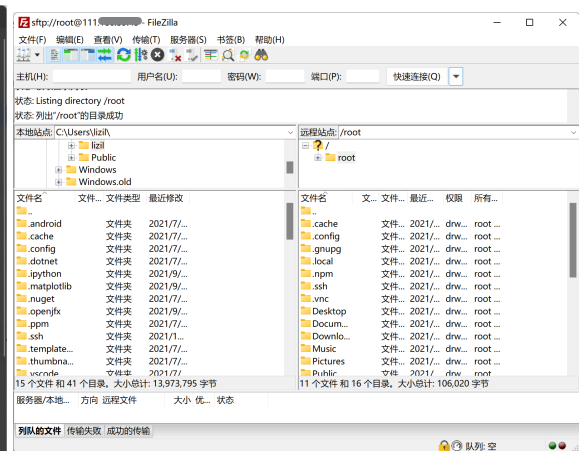 sftp://root@111. - FileZilla
文件(F) 编辑(E) 查看(V) 传输(T) 服务器(S) 书签(B) 帮助(H)
主机(H): 用户名(U): 密码(W): 端口(P): 快速连接(Q)
状态: Listing directory /root
状态: 列出"/root"的目录成功
本地站点: C:\Users\lizil\
lizil
Public
Windows
Windows.old
远程站点: /root
/
root
文件名 文件... 文件类型 最近修改
..
.android 文件夹 2021/7/...
.cache 文件夹 2021/7/...
.config 文件夹 2021/7/...
.dotnet 文件夹 2021/7/...
.ipython 文件夹 2021/9/...
.matplotlib 文件夹 2021/9/...
.nuget 文件夹 2021/7/...
.openjfx 文件夹 2021/9/...
.ppm 文件夹 2021/7/...
.ssh 文件夹 2021/1...
.template... 文件夹 2021/7/...
.thumbna... 文件夹 2021/7/...
.vscode 文件夹 2021/7/...
15 个文件 和 41 个目录。大小总计: 13,973,795 字节
文件名 文... 文件... 最近... 权限 所有...
..
.cache 文件... 2021/... drw... root ...
.config 文件... 2021/... drw... root ...
.gnupg 文件... 2021/... drw... root ...
.local 文件... 2021/... drw... root ...
.npm 文件... 2021/... drw... root ...
.ssh 文件... 2021/... drw... root ...
.vnc 文件... 2021/... drw... root ...
Desktop 文件... 2021/... drw... root ...
Docum... 文件... 2021/... drw... root ...
Downlo... 文件... 2021/... drw... root ...
Music 文件... 2021/... drw... root ...
Pictures 文件... 2021/... drw... root ...
Public 文件... 2021/... drw... root ...
11 个文件 和 16 个目录。大小总计: 106,020 字节
服务器/本地... 方向 远程文件 大小 优... 状态
列队的文件 传输失败 成功的传输
队列: 空